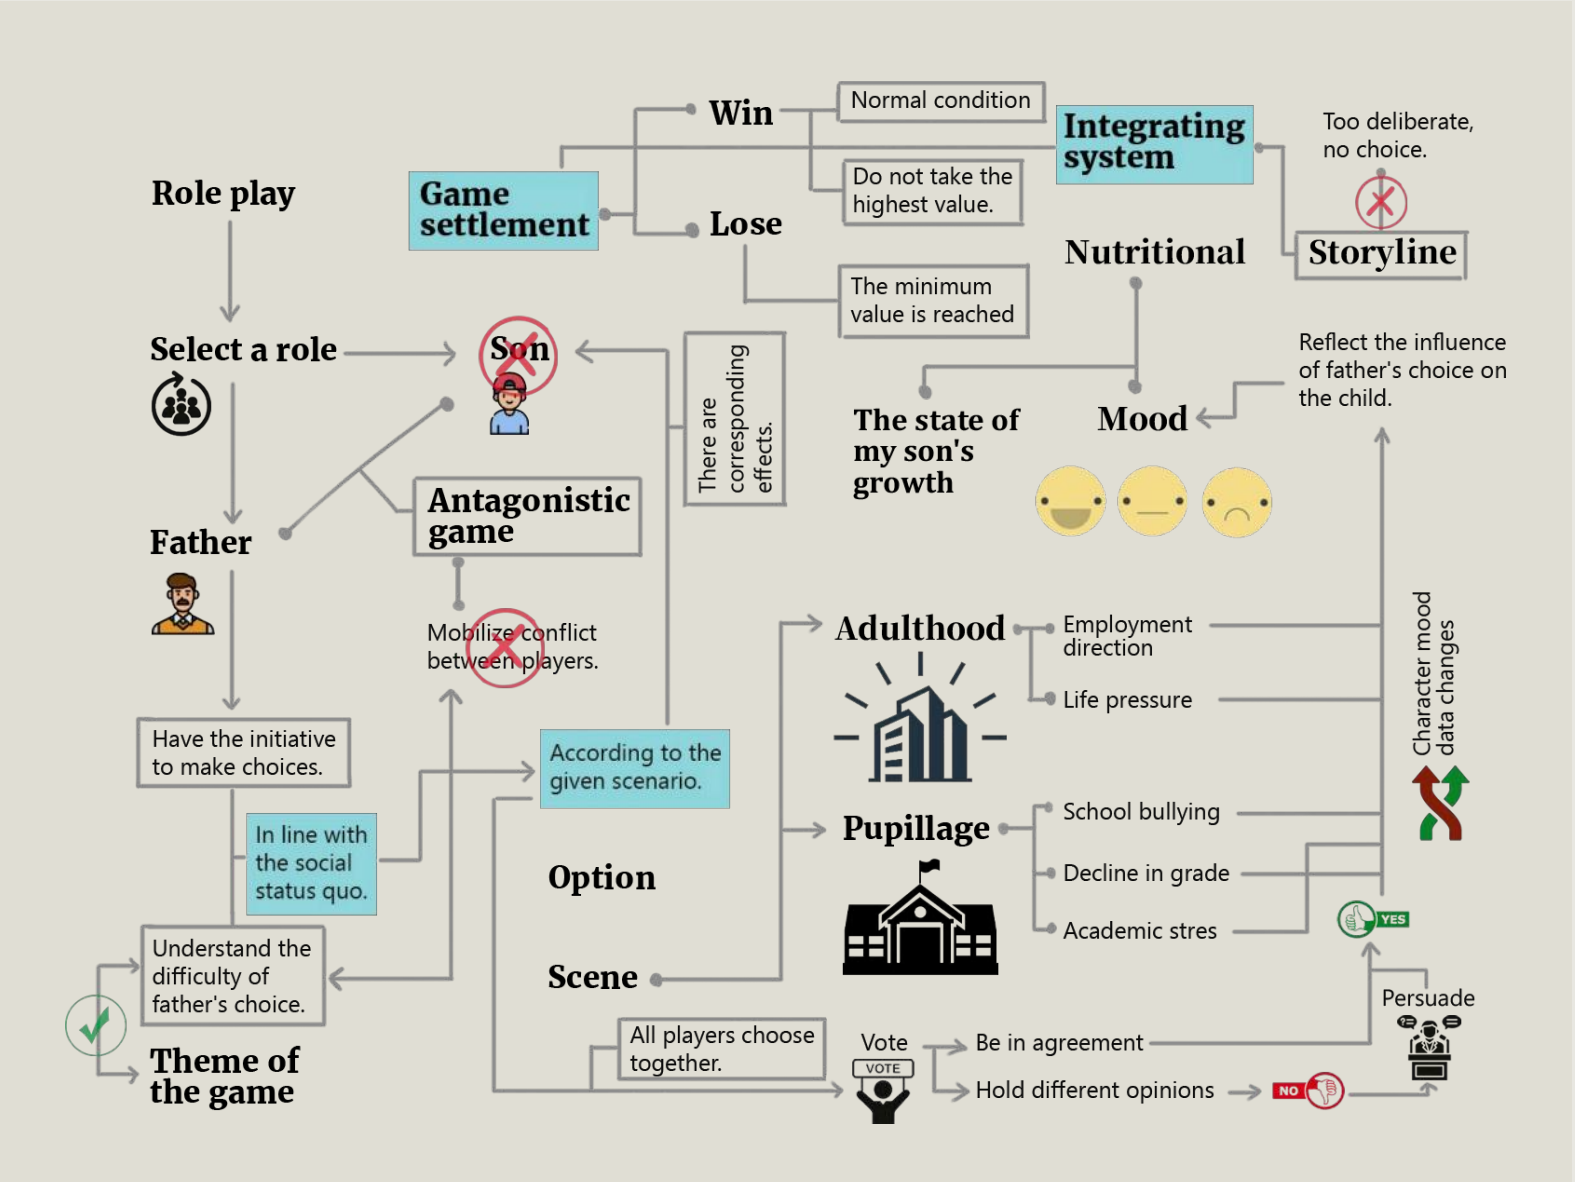 Role play
Select a role
Father
Have the initiative
to make choices.
In line with
the social
status quo.
Understand the
difficulty of
father's choice.
Theme of
the game
Game
settlement
Win
Lose
Normal condition
Do not take the
highest value.
The minimum
value is reached
Integrating
system
Too deliberate,
no choice.
Storyline
Son
There are
corresponding
effects.
Antagonistic
game
Mobilize conflict
between players.
According to the
given scenario.
Nutritional
The state of
my son's
growth
Mood
Reflect the influence
of father's choice on
the child.
Option
Scene
Adulthood
Employment
direction
Life pressure
Pupillage
School bullying
Decline in grade
Academic stres
Character mood
data changes
YES
All players choose
together.
Vote
VOTE
Be in agreement
Hold different opinions
NO
Persuade